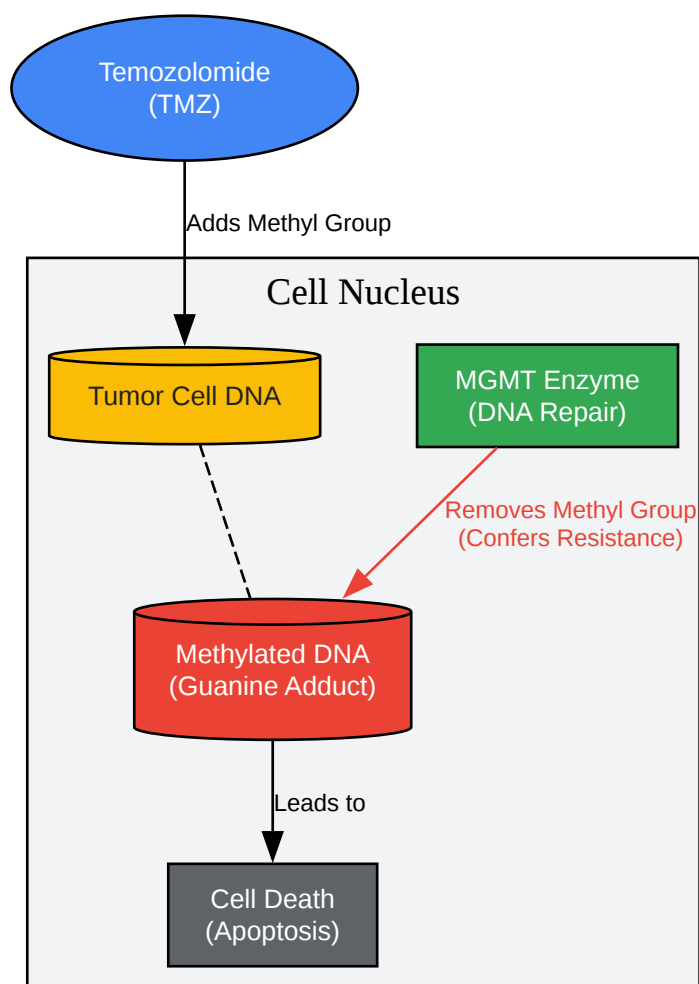 Temozolomide
(TMZ)
Adds Methyl Group
Cell Nucleus
Tumor Cell DNA
MGMT Enzyme
(DNA Repair)
Removes Methyl Group
(Confers Resistance)
Methylated DNA
(Guanine Adduct)
Leads to
Cell Death
(Apoptosis)